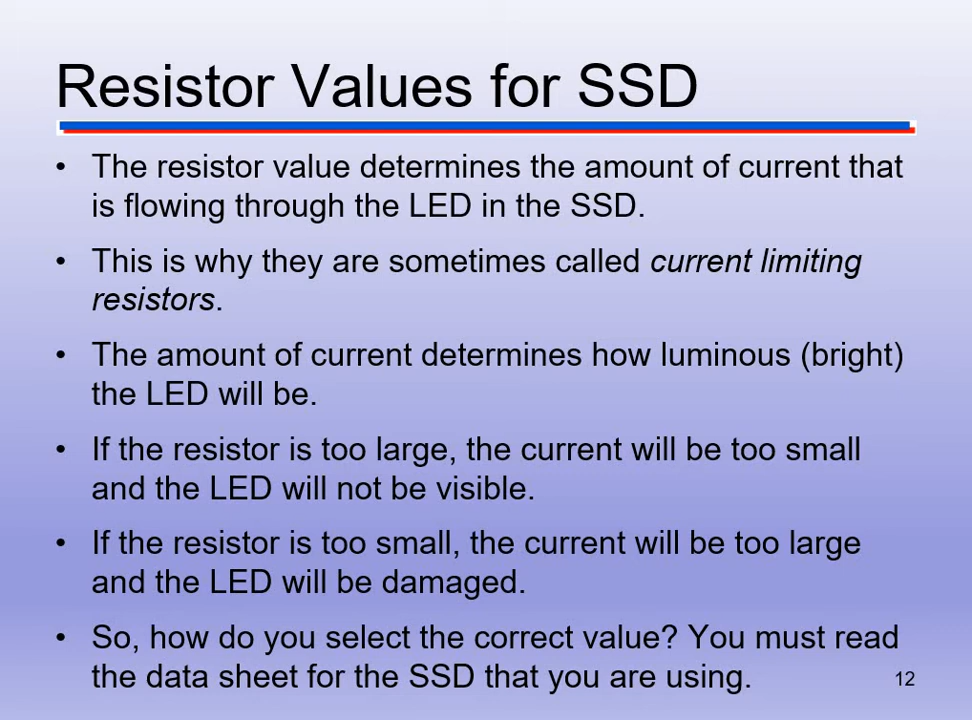 Resistor Values for SSD
• The resistor value determines the amount of current that
is flowing through the LED in the SSD.
• This is why they are sometimes called current limiting
resistors.
• The amount of current determines how luminous (bright)
the LED will be.
• If the resistor is too large, the current will be too small
and the LED will not be visible.
• If the resistor is too small, the current will be too large
and the LED will be damaged.
• So, how do you select the correct value? You must read
the data sheet for the SSD that you are using.
12